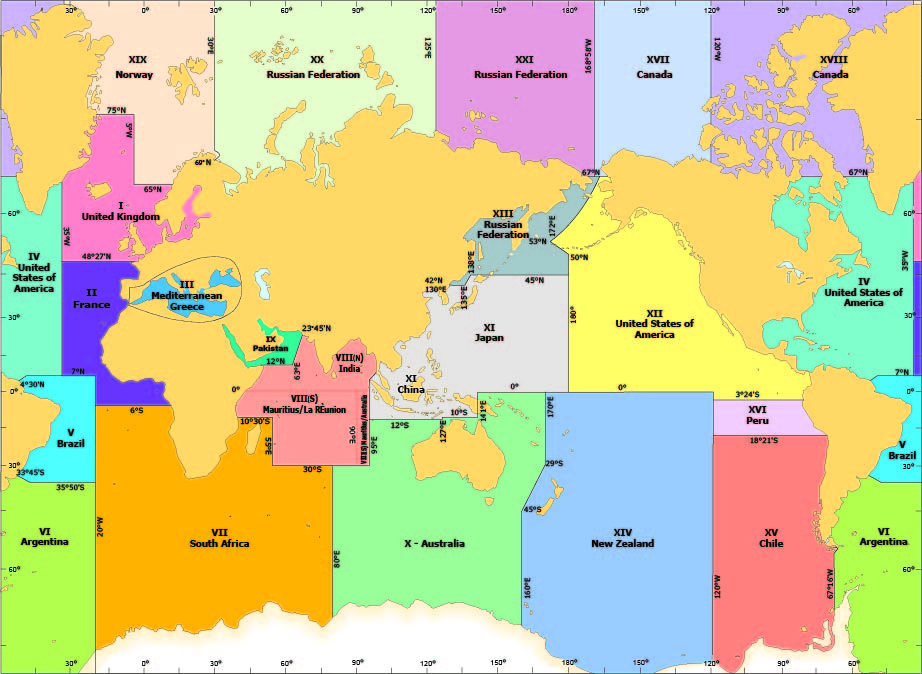 30° 0° 30° 60° 90° 120° 150° 180° 150° 120° 90° 60°
30°E
125°E
168°58'W
120°W
XIX
Norway
XX
Russian Federation
XXI
Russian Federation
XVII
Canada
XVIII
Canada
75°N
5°W
69°N
65°N
67°N
67°N
60°
I
United Kingdom
35°W
48°27'N
XIII
Russian
Federation
172°E
53°N
50°N
138°E
42°N
130°E
135°E
45°N
60°
IV
United
States of
America
II
France
III
Mediterranean
Greece
IX
Pakistan
23°45'N
12°N
63°E
VIII(N)
India
XI
Japan
XI
China
180°
XII
United States of
America
IV
United States of
America
35°W
30°
30°
7°N
7°N
4°30'N
0°
0°
0°
0°
0°
3°24'S
6°S
VIII(S)
Mauritius/La REunion
10°30'S
55°E
90°E
VIII(S) Mauritius/Australia
95°E
12°S
10°S
127°E
141°E
170°E
XVI
Peru
18°21'S
V
Brazil
V
Brazil
30°
30°
33°45'S
35°50'S
30°S
29°S
45°S
20°W
VI
Argentina
VII
South Africa
80°E
X - Australia
160°E
XIV
New Zealand
120°W
XV
Chile
67°16'W
VI
Argentina
60°
60°
30° 0° 30° 60° 90° 120° 150° 180° 150° 120° 90° 60°